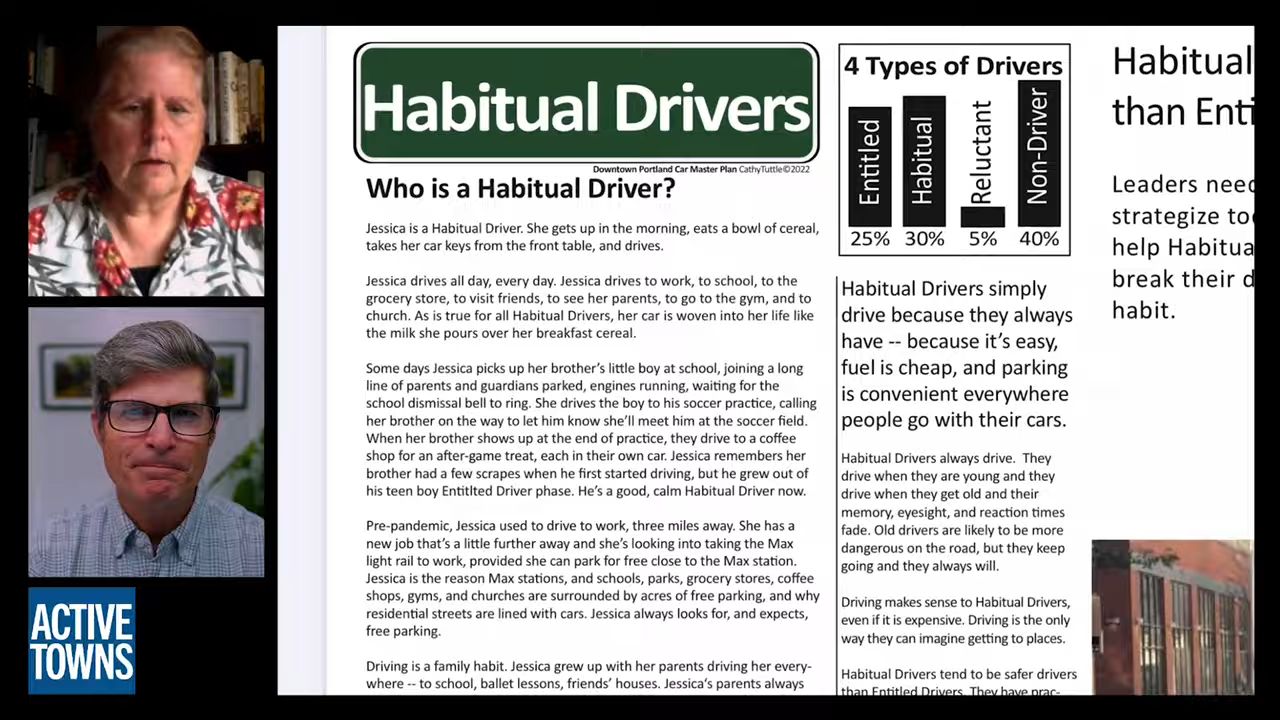 Habitual Drivers
Downtown Portland Car Master Plan CathyTuttle©2022
Who is a Habitual Driver?
Jessica is a Habitual Driver. She gets up in the morning, eats a bowl of cereal,
takes her car keys from the front table, and drives.
Jessica drives all day, every day. Jessica drives to work, to school, to the
grocery store, to visit friends, to see her parents, to go to the gym, and to
church. As is true for all Habitual Drivers, her car is woven into her life like
the milk she pours over her breakfast cereal.
Some days Jessica picks up her brother's little boy at school, joining a long
line of parents and guardians parked, engines running, waiting for the
school dismissal bell to ring. She drives the boy to his soccer practice, calling
her brother on the way to let him know she'll meet him at the soccer field.
When her brother shows up at the end of practice, they drive to a coffee
shop for an after-game treat, each in their own car. Jessica remembers her
brother had a few scrapes when he first started driving, but he grew out of
his teen boy Entitlted Driver phase. He's a good, calm Habitual Driver now.
Pre-pandemic, Jessica used to drive to work, three miles away. She has a
new job that's a little further away and she's looking into taking the Max
light rail to work, provided she can park for free close to the Max station.
Jessica is the reason Max stations, and schools, parks, grocery stores, coffee
shops, gyms, and churches are surrounded by acres of free parking, and why
residential streets are lined with cars. Jessica always looks for, and expects,
free parking.
Driving is a family habit. Jessica grew up with her parents driving her every-
where -- to school, ballet lessons, friends' houses. Jessica's parents always
4 Types of Drivers
Entitled
Habitual
Reluctant
Non-Driver
25% 30% 5% 40%
Habitual Drivers simply
drive because they always
have -- because it's easy,
fuel is cheap, and parking
is convenient everywhere
people go with their cars.
Habitual Drivers always drive. They
drive when they are young and they
drive when they get old and their
memory, eyesight, and reaction times
fade. Old drivers are likely to be more
dangerous on the road, but they keep
going and they always will.
Driving makes sense to Habitual Drivers,
even if it is expensive. Driving is the only
way they can imagine getting to places.
Habitual Drivers tend to be safer drivers
than Entitled Drivers. They have prac-
Habitual
than Enti
Leaders need
strategize to
help Habitua
break their d
habit.
ACTIVE
TOWNS